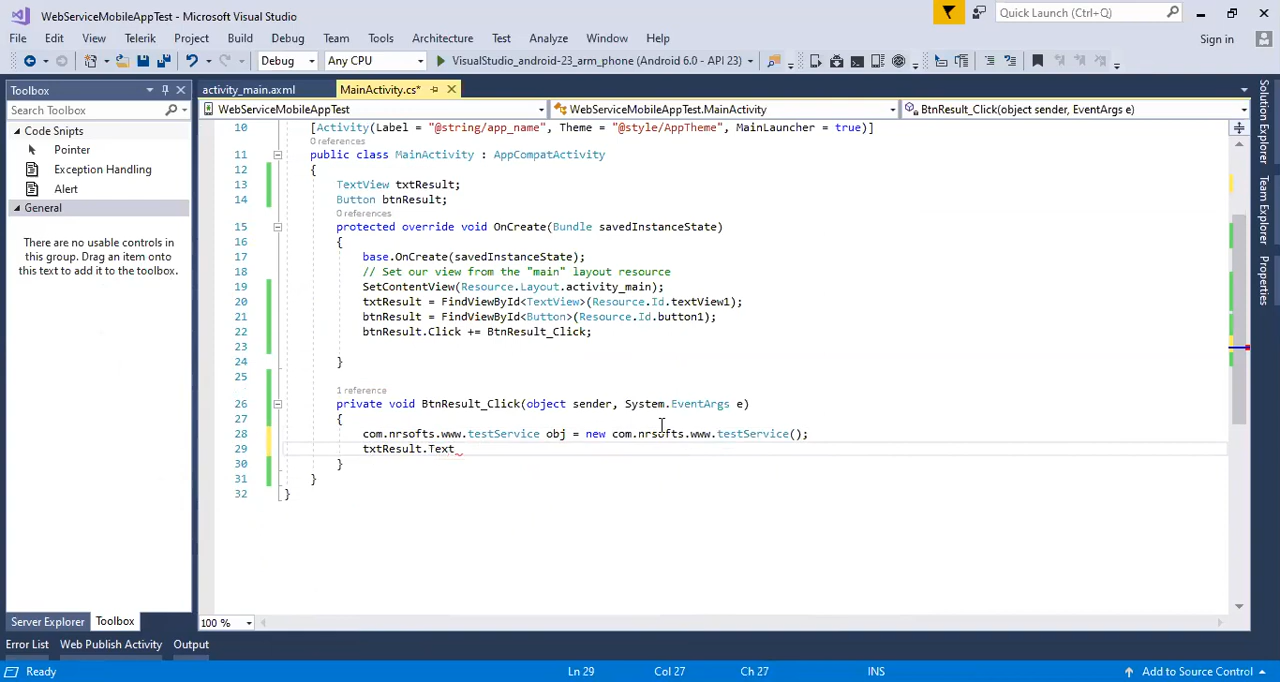 WebServiceMobileAppTest - Microsoft Visual Studio
Quick Launch (Ctrl+Q)
File Edit View Telerik Project Build Debug Team Tools Architecture Test Analyze Window Help
Sign in
Debug Any CPU VisualStudio_android-23_arm_phone (Android 6.0 - API 23)
Toolbox
activity_main.axml MainActivity.cs*
Search Toolbox
WebServiceMobileAppTest WebServiceMobileAppTest.MainActivity BtnResult_Click(object sender, EventArgs e)
Code Snipts
Pointer
Exception Handling
Alert
General
There are no usable controls in
this group. Drag an item onto
this text to add it to the toolbox.
10 [Activity(Label = "@string/app_name", Theme = "@style/AppTheme", MainLauncher = true)]
0 references
11 public class MainActivity : AppCompatActivity
12 {
13 TextView txtResult;
14 Button btnResult;
0 references
15 protected override void OnCreate(Bundle savedInstanceState)
16 {
17 base.OnCreate(savedInstanceState);
18 // Set our view from the "main" layout resource
19 SetContentView(Resource.Layout.activity_main);
20 txtResult = FindViewById<TextView>(Resource.Id.textView1);
21 btnResult = FindViewById<Button>(Resource.Id.button1);
22 btnResult.Click += BtnResult_Click;
23
24 }
25
1 reference
26 private void BtnResult_Click(object sender, System.EventArgs e)
27 {
28 com.nrsofts.www.testService obj = new com.nrsofts.www.testService();
29 txtResult.Text
30 }
31 }
32 }
Solution Explorer
Team Explorer
Properties
Server Explorer Toolbox
100 %
Error List Web Publish Activity Output
Ready Ln 29 Col 27 Ch 27 INS Add to Source Control